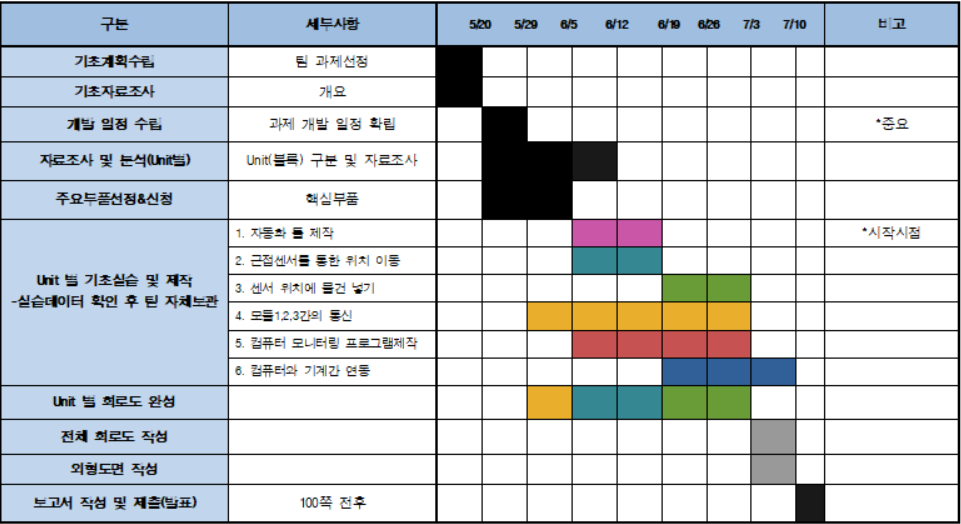 구분 세부사항 5/20 5/29 6/5 6/12 6/19 6/26 7/3 7/10 비고
기초계획수립 팀 과제선정
기초자료조사 개요
개발 일정 수립 과제 개발 일정 확립 *중요
자료조사 및 분석(Unit별) Unit(블록) 구분 및 자료조사
주요부품선정&신청 핵심부품
Unit 별 기초실습 및 제작
-실습데이터 확인 후 팀 자체보관
1. 자동화 툴 제작 *시작시점
2. 근접센서를 통한 위치 이동
3. 센서 위치에 물건 넣기
4. 모듈1,2,3간의 통신
5. 컴퓨터 모니터링 프로그램제작
6. 컴퓨터와 기계간 연동
Unit 별 회로도 완성
전체 회로도 작성
외형도면 작성
보고서 작성 및 제출(발표) 100쪽 전후